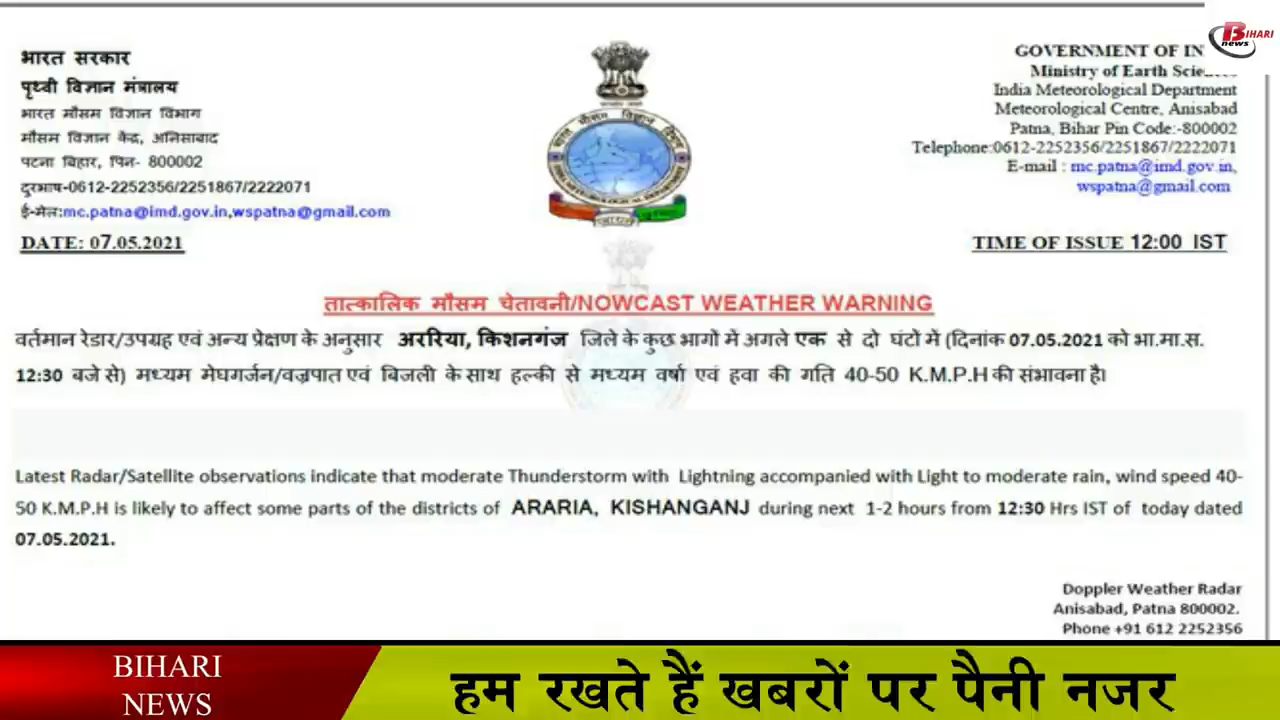 BIHARI
news
भारत सरकार
पृथ्वी विज्ञान मंत्रालय
भारत मौसम विज्ञान विभाग
मौसम विज्ञान केंद्र, अनिसाबाद
पटना बिहार, पिन- 800002
दुरभाष-0612-2252356/2251867/2222071
ई-मेल:mc.patna@imd.gov.in,wspatna@gmail.com
DATE: 07.05.2021
GOVERNMENT OF IN
Ministry of Earth Scien
India Meteorological Department
Meteorological Centre, Anisabad
Patna, Bihar Pin Code:-800002
Telephone:0612-2252356/2251867/2222071
E-mail : mc.patna@imd.gov.in,
wspatna@gmail.com
TIME OF ISSUE 12:00 IST
तात्कालिक मौसम चेतावनी/NOWCAST WEATHER WARNING
वर्तमान रेडार/उपग्रह एवं अन्य प्रेक्षण के अनुसार अररिया, किशनगंज जिले के कुछ भागों में अगले एक से दो घंटों में (दिनांक 07.05.2021 को भा.मा.स.
12:30 बजे से) मध्यम मेघगर्जन/वज्रपात एवं बिजली के साथ हल्की से मध्यम वर्षा एवं हवा की गति 40-50 K.M.P.H की संभावना है।
Latest Radar/Satellite observations indicate that moderate Thunderstorm with Lightning accompanied with Light to moderate rain, wind speed 40-
50 K.M.P.H is likely to affect some parts of the districts of ARARIA, KISHANGANJ during next 1-2 hours from 12:30 Hrs IST of today dated
07.05.2021.
Doppler Weather Radar
Anisabad, Patna 800002.
Phone +91 612 2252356
BIHARI
NEWS
हम रखते हैं खबरों पर पैनी नजर